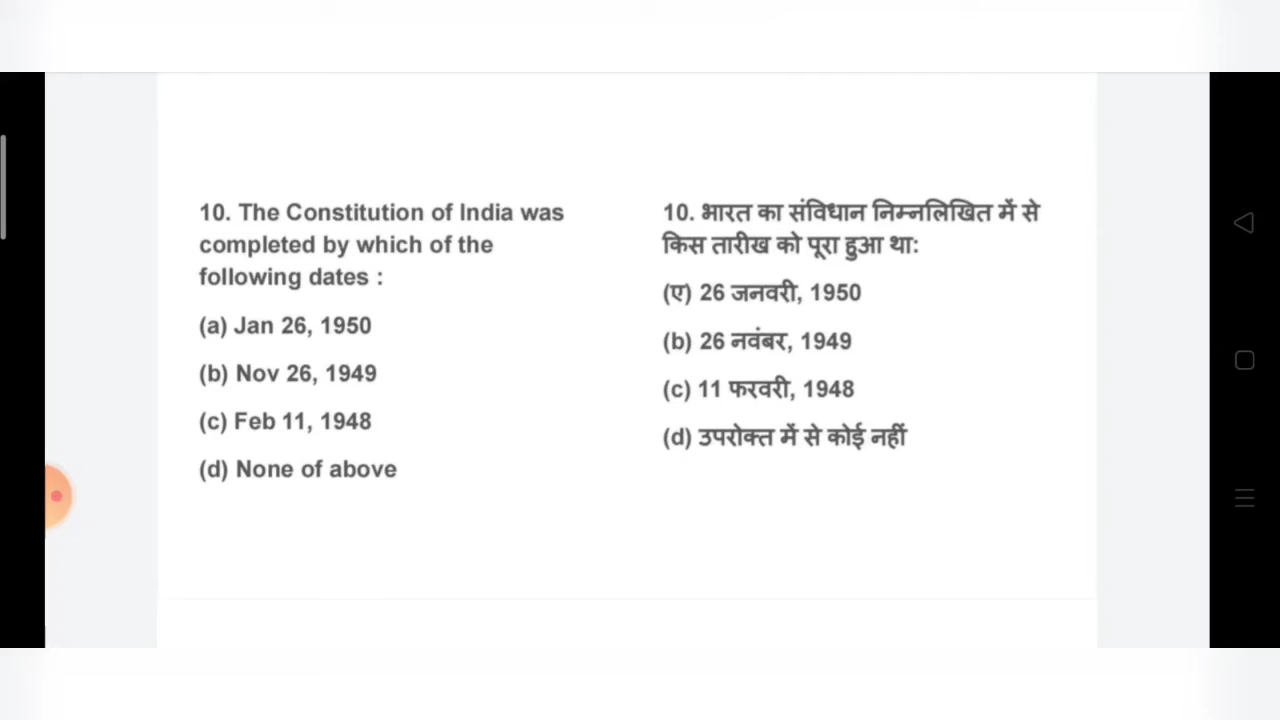 10. The Constitution of India was
completed by which of the
following dates :
(a) Jan 26, 1950
(b) Nov 26, 1949
(c) Feb 11, 1948
(d) None of above
10. भारत का संविधान निम्नलिखित में से
किस तारीख को पूरा हुआ था:
(ए) 26 जनवरी, 1950
(b) 26 नवंबर, 1949
(c) 11 फरवरी, 1948
(d) उपरोक्त में से कोई नहीं